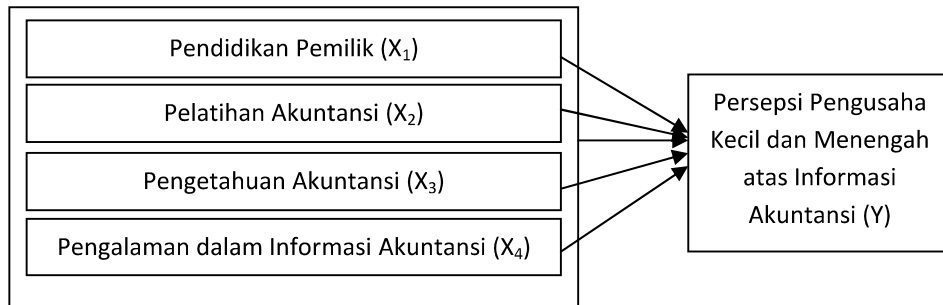 Pendidikan Pemilik (X₁)
Pelatihan Akuntansi (X₂)
Pengetahuan Akuntansi (X₃)
Pengalaman dalam Informasi Akuntansi (X₄)
Persepsi Pengusaha
Kecil dan Menengah
atas Informasi
Akuntansi (Y)